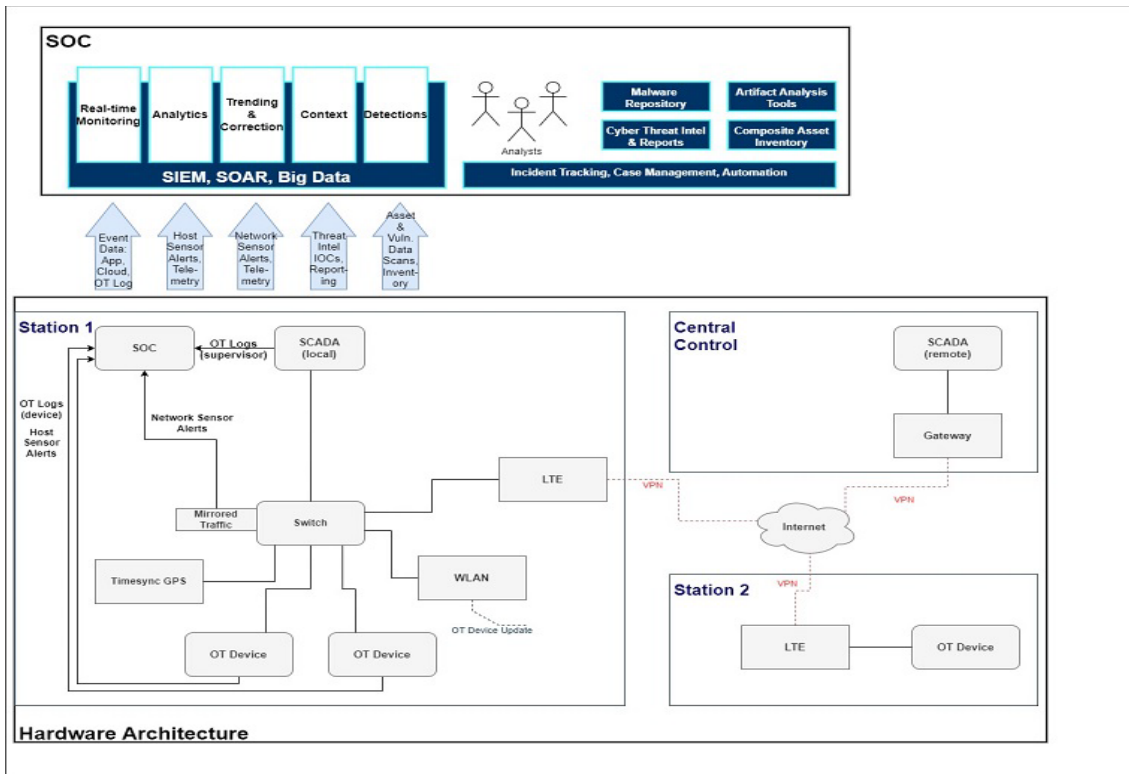 SOC
Real-time
Monitoring
Analytics
Trending
&
Correction
Context
Detections
SIEM, SOAR, Big Data
Analysts
Malware
Repository
Artifact Analysis
Tools
Cyber Threat Intel
& Reports
Composite Asset
Inventory
Incident Tracking, Case Management, Automation
Event
Data:
App,
Cloud,
OT Log
Host
Sensor
Alerts,
Tele-
metry
Network
Sensor
Alerts,
Tele-
metry
Threat
Intel
IOCs,
Report-
ing
Asset
&
Vuln.
Data
Scans,
Invent-
ory
Station 1
SOC
OT Logs
(supervisor)
SCADA
(local)
OT Logs
(device)
Host
Sensor
Alerts
Network Sensor
Alerts
LTE
Mirrored
Traffic
Switch
Timesync GPS
WLAN
OT Device Update
OT Device
OT Device
Central
Control
SCADA
(remote)
Gateway
VPN
VPN
Internet
VPN
Station 2
LTE
OT Device
Hardware Architecture